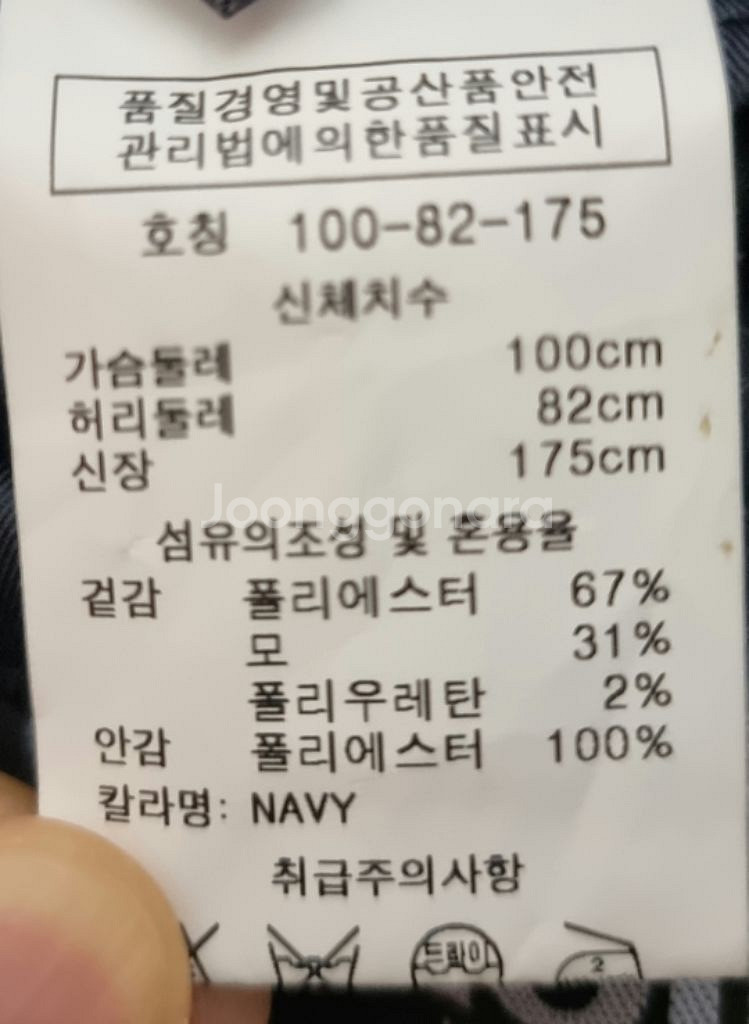 품질경영및공산품안전
관리법에의한품질표시
호칭 100-82-175
신체치수
가슴둘레 100cm
허리둘레 82cm
신장 175cm
Joonggonara
섬유의조성 및 혼용율
겉감 폴리에스터 67%
모 31%
폴리우레탄 2%
안감 폴리에스터 100%
칼라명: NAVY
취급주의사항
드라이 2